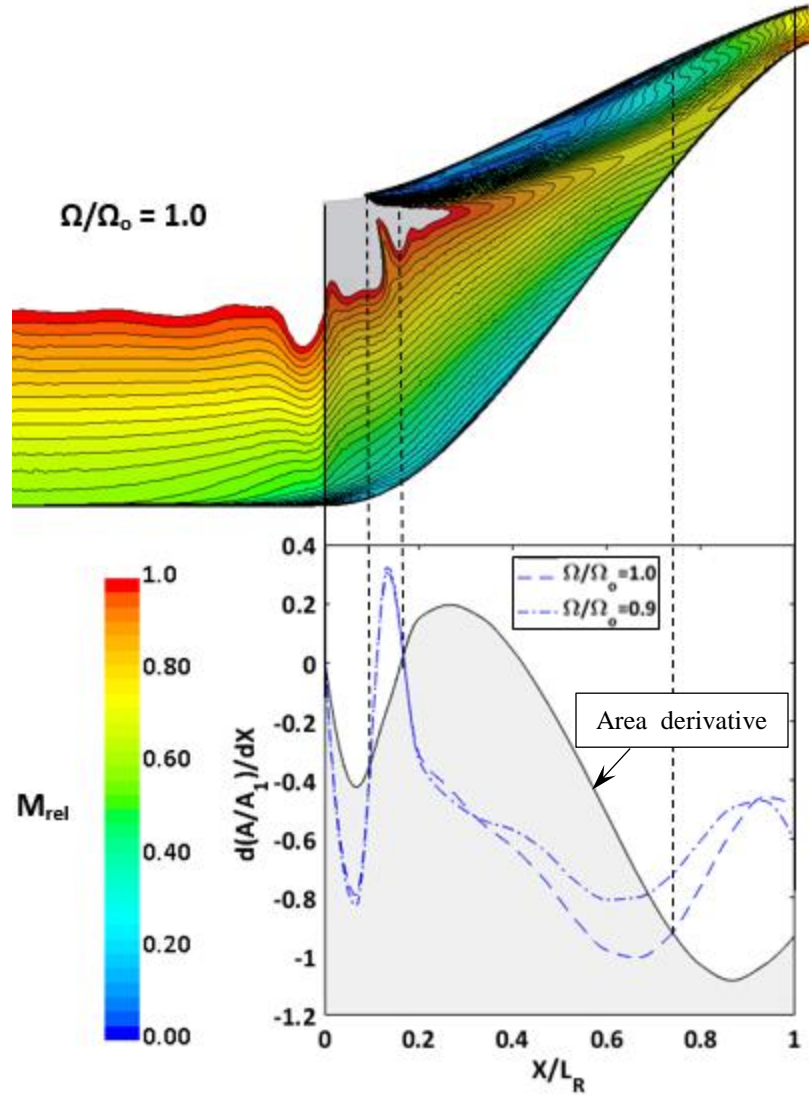 Ω/Ωₒ = 1.0
1.0
0.80
0.60
0.40
0.20
0.00
M_rel
0.4
0.2
0
-0.2
-0.4
-0.6
-0.8
-1
-1.2
d(A/A₁)/dX
Ω/Ωₒ=1.0
Ω/Ωₒ=0.9
Area derivative
0 0.2 0.4 0.6 0.8 1
X/L_R